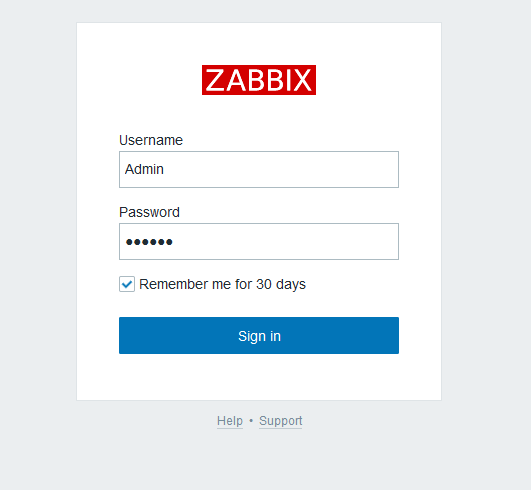 ZABBIX
Username
Admin
Password
●●●●●●
Remember me for 30 days
Sign in
Help • Support